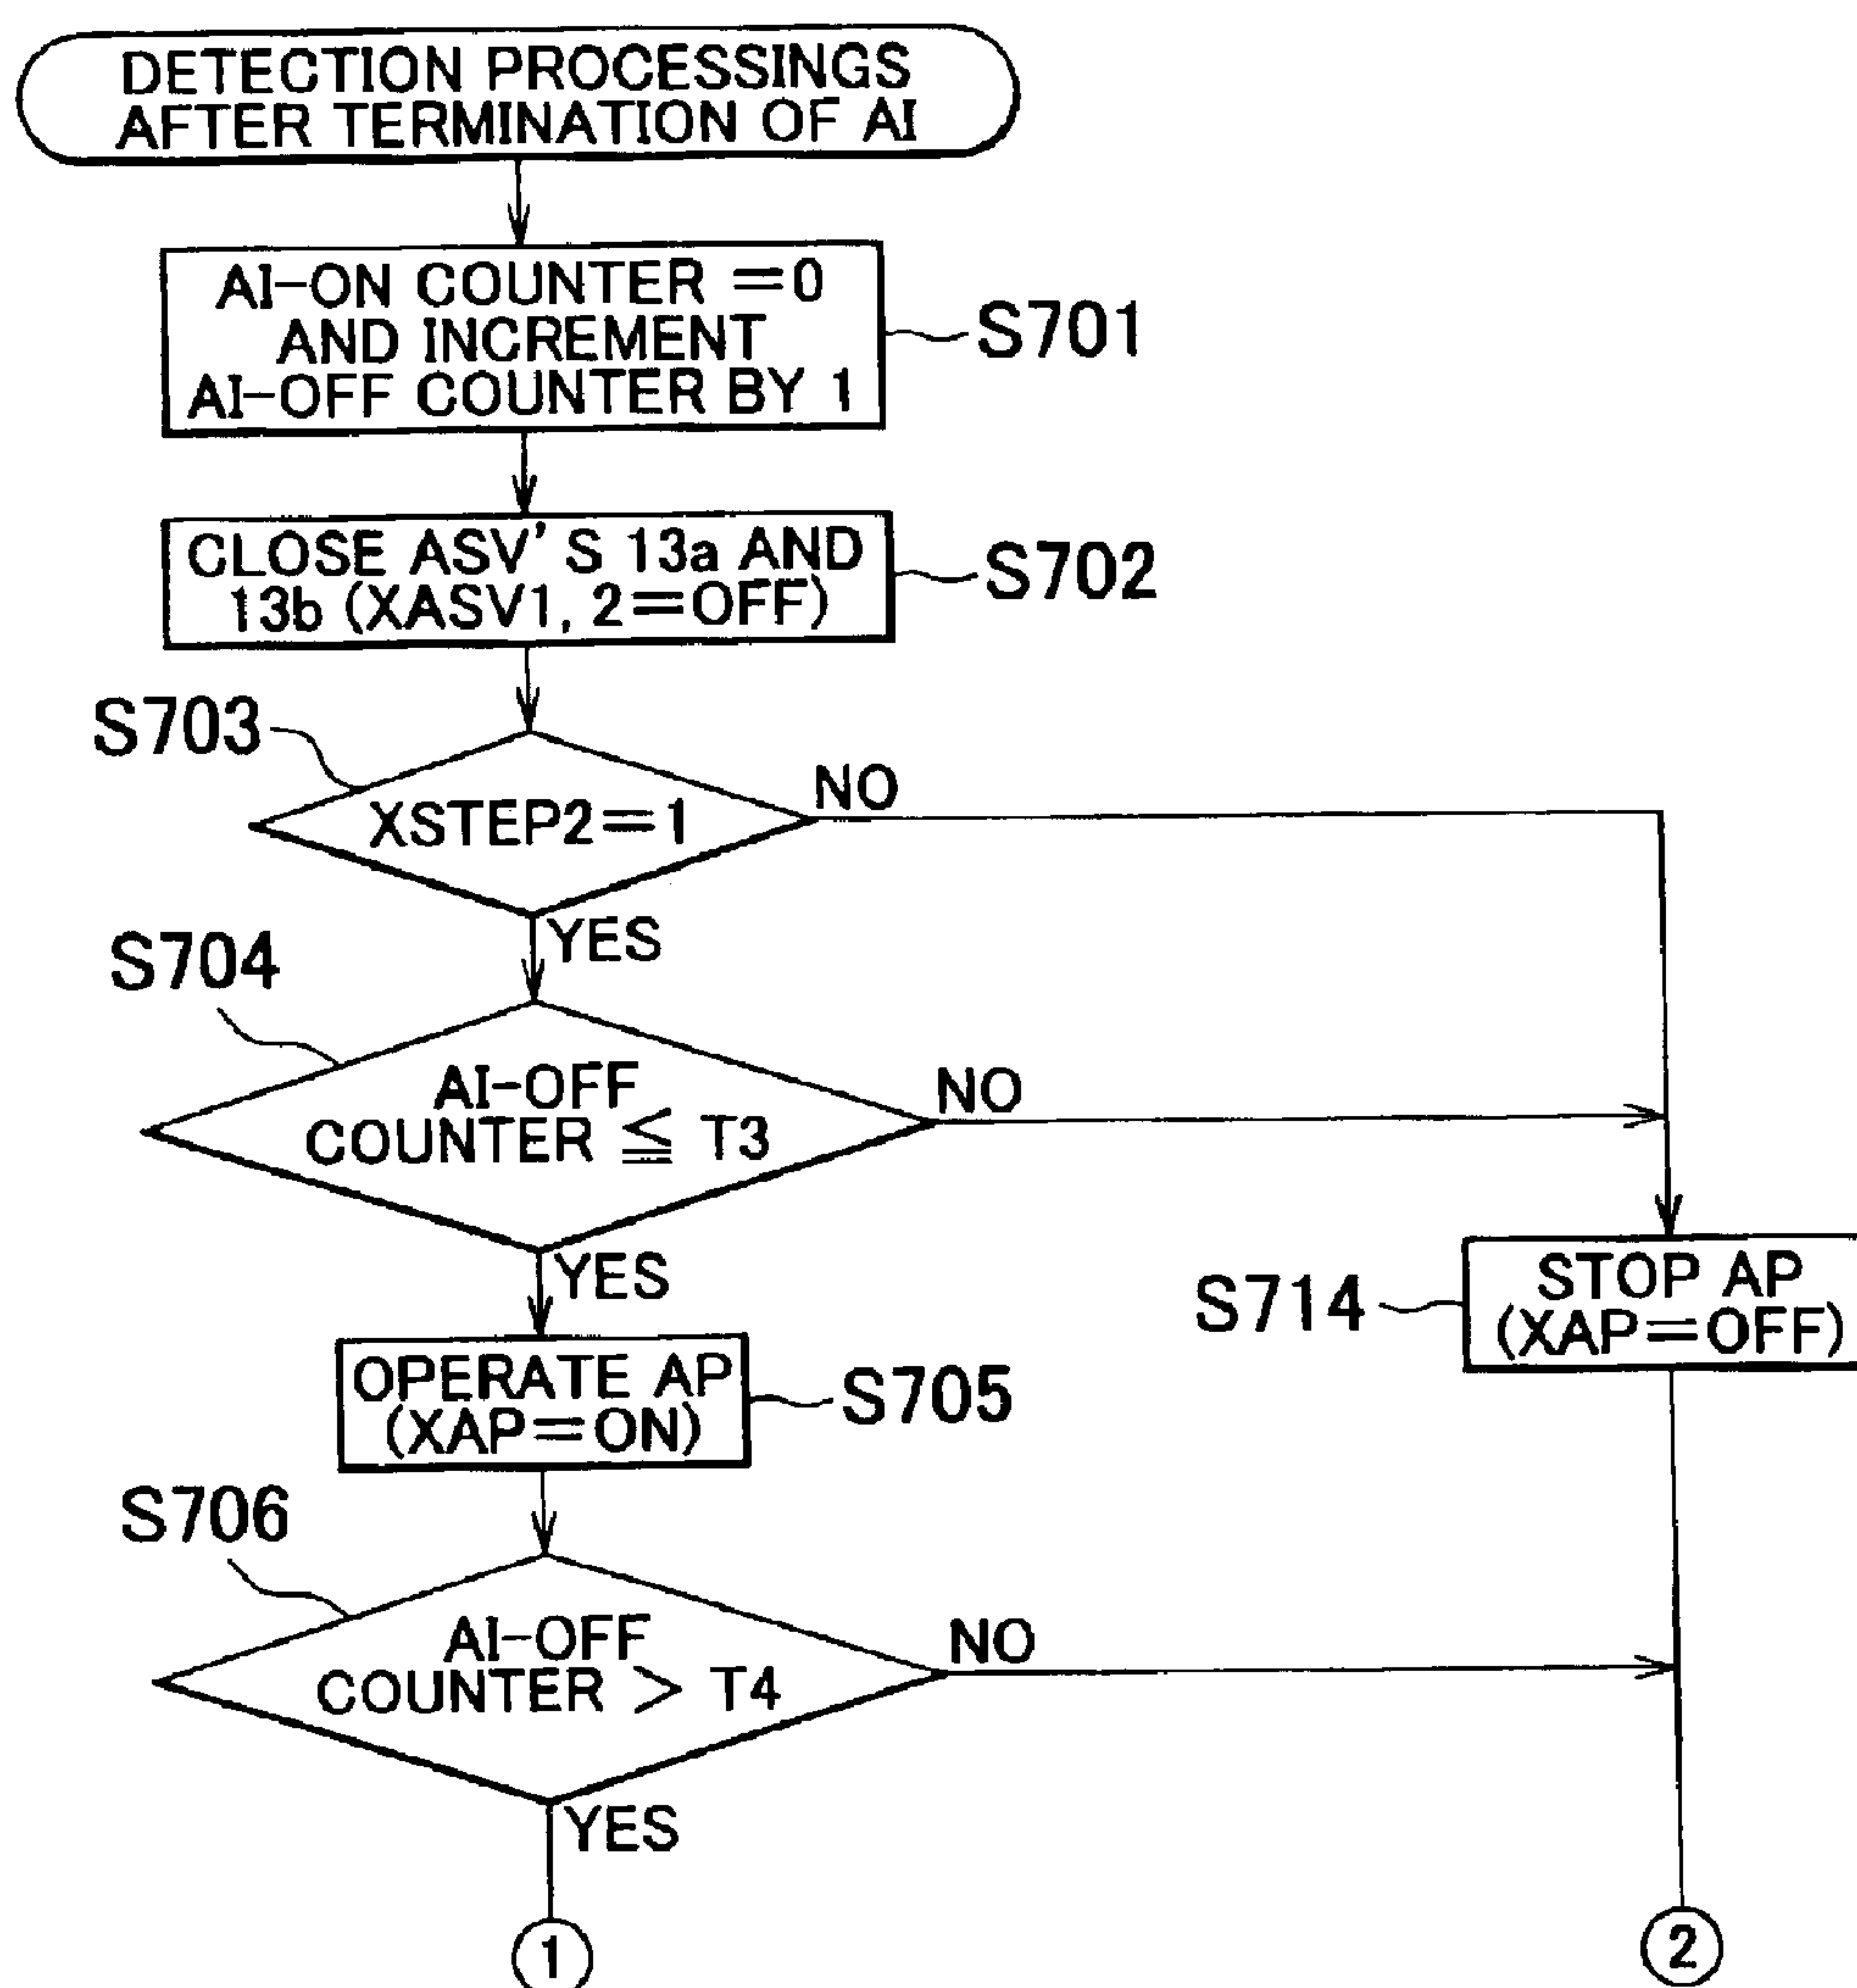 DETECTION PROCESSINGS
AFTER TERMINATION OF AI
AI-ON COUNTER =0
AND INCREMENT
AI-OFF COUNTER BY 1
S701
CLOSE ASV'S 13a AND
13b (XASV1, 2=OFF)
S702
S703
XSTEP2=1
NO
YES
S704
AI-OFF
COUNTER ≦ T3
NO
YES
S714
STOP AP
(XAP=OFF)
OPERATE AP
(XAP=ON)
S705
S706
AI-OFF
COUNTER > T4
NO
YES
1
2